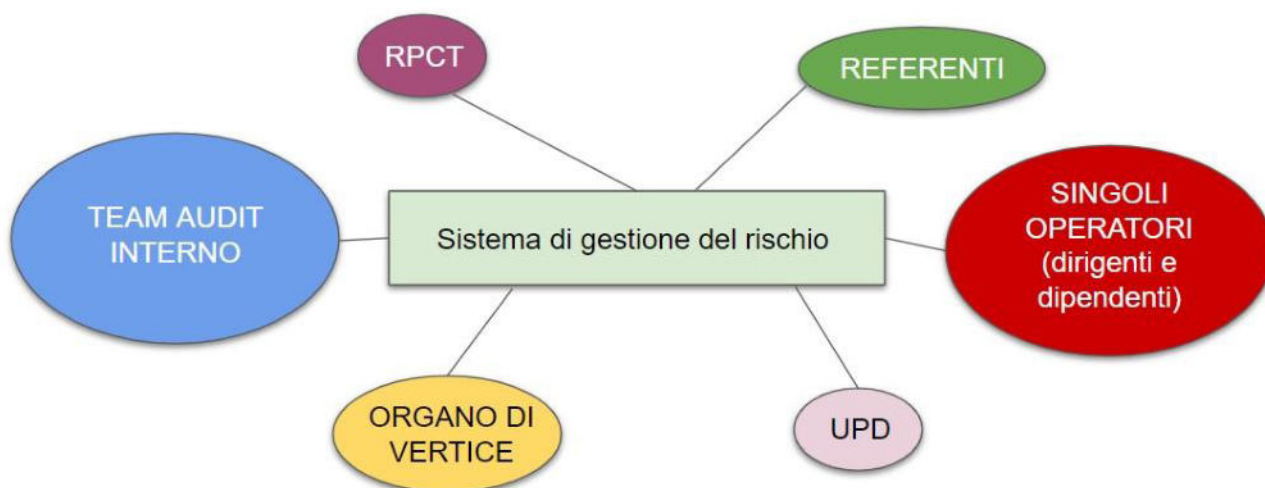 RPCT
REFERENTI
TEAM AUDIT
INTERNO
Sistema di gestione del rischio
SINGOLI
OPERATORI
(dirigenti e
dipendenti)
ORGANO DI
VERTICE
UPD